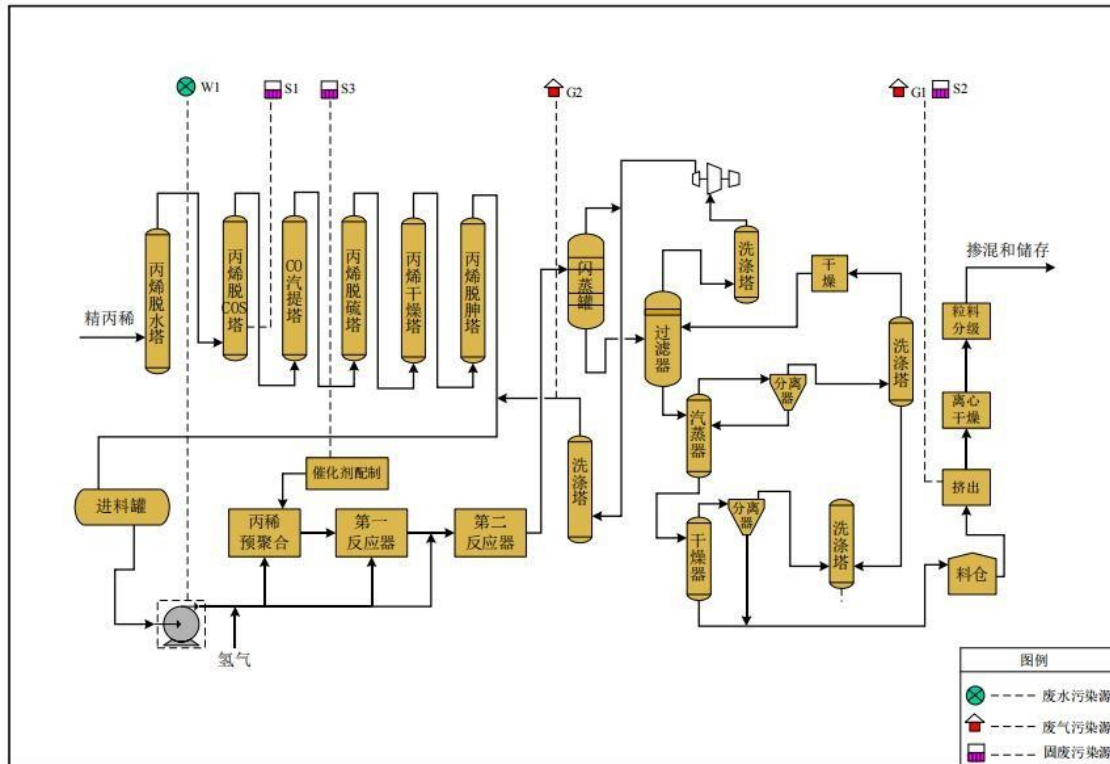 W1
S1
S3
G2
G1
S2
精丙稀
丙烯脱水塔
丙烯脱
COS塔
CO
汽提塔
丙烯脱硫塔
丙烯干燥塔
丙烯脱胂塔
闪蒸罐
过滤器
洗涤塔
干
燥
洗涤塔
掺混和储存
粒料
分级
离心
干燥
挤出
料仓
分离
器
汽蒸器
分离
器
干燥器
洗涤塔
洗涤塔
进料罐
催化剂配制
丙烯
预聚合
第一
反应器
第二
反应器
氢气
图例
废水污染源
废气污染源
固废污染源